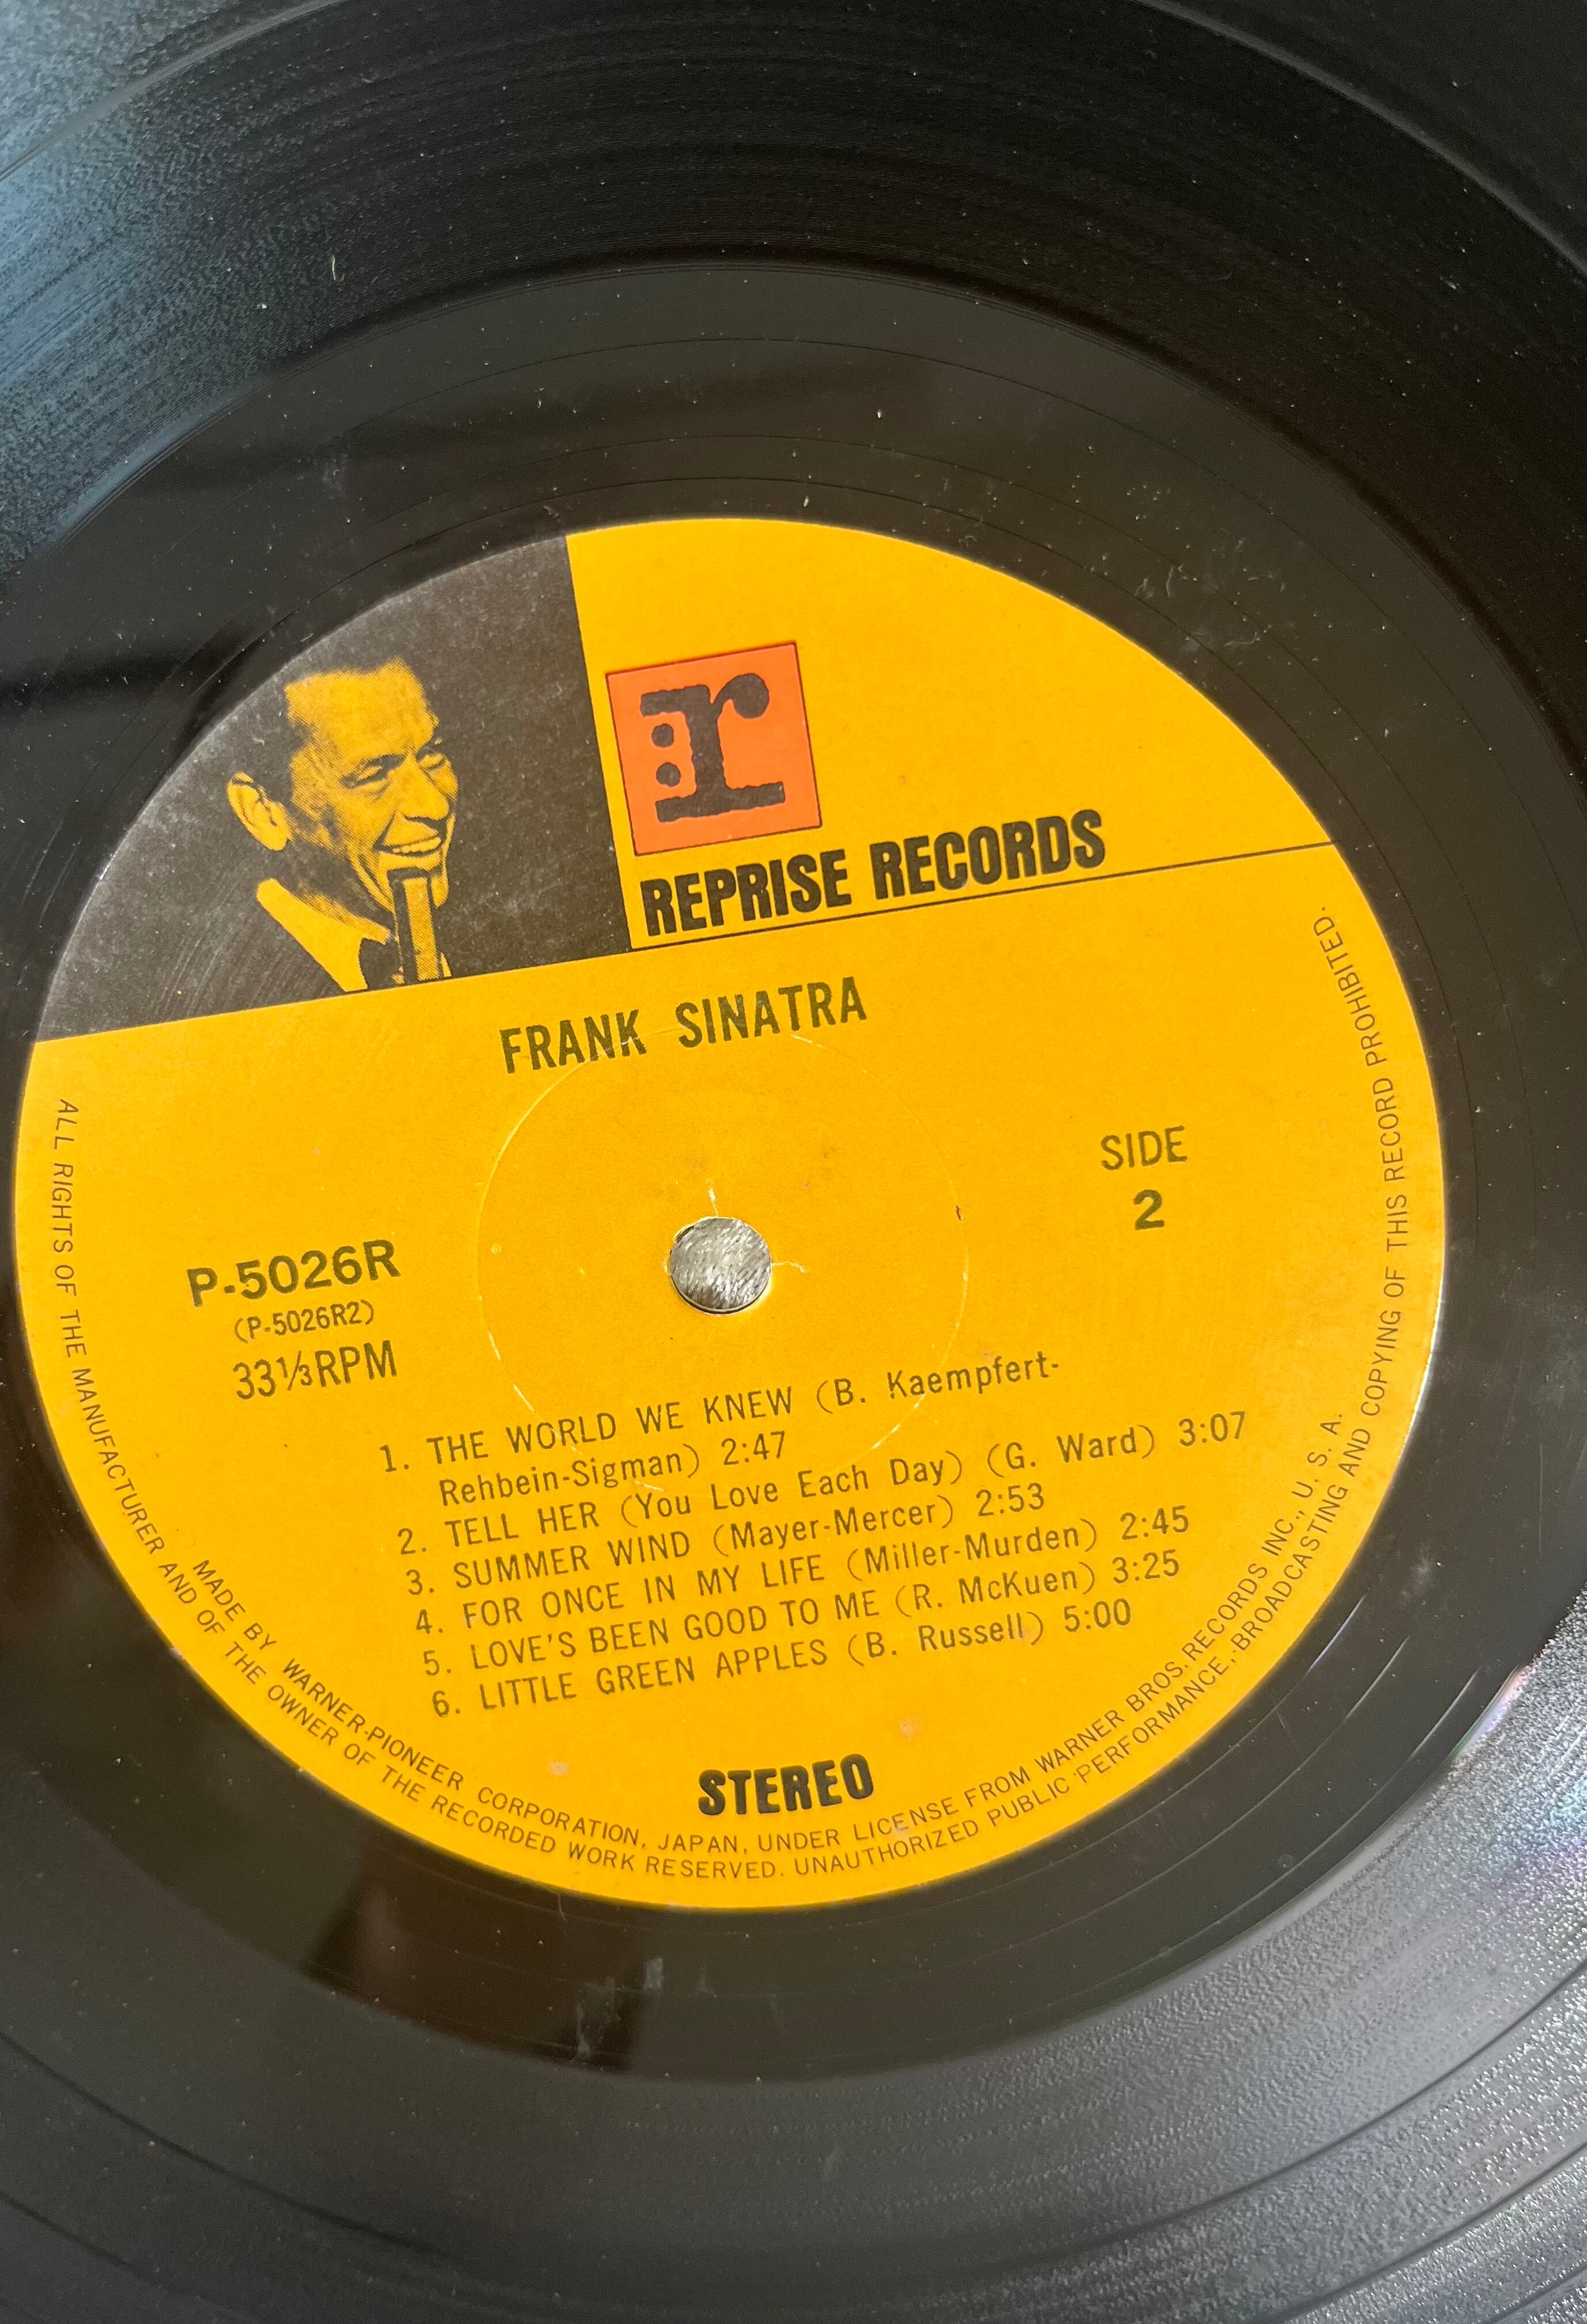 r
REPRISE RECORDS
FRANK SINATRA
SIDE
2
P-5026R
(P-5026R2)
33⅓RPM
1. THE WORLD WE KNEW (B. Kaempfert-
Rehbein-Sigman) 2:47
2. TELL HER (You Love Each Day) (G. Ward) 3:07
3. SUMMER WIND (Mayer-Mercer) 2:53
4. FOR ONCE IN MY LIFE (Miller-Murden) 2:45
5. LOVE'S BEEN GOOD TO ME (R. McKuen) 3:25
6. LITTLE GREEN APPLES (B. Russell) 5:00
STEREO
MADE BY WARNER-PIONEER CORPORATION, JAPAN, UNDER LICENSE FROM WARNER BROS. RECORDS INC., U. S. A.
ALL RIGHTS OF THE MANUFACTURER AND OF THE OWNER OF THE RECORDED WORK RESERVED. UNAUTHORIZED PUBLIC PERFORMANCE, BROADCASTING AND COPYING OF THIS RECORD PROHIBITED.